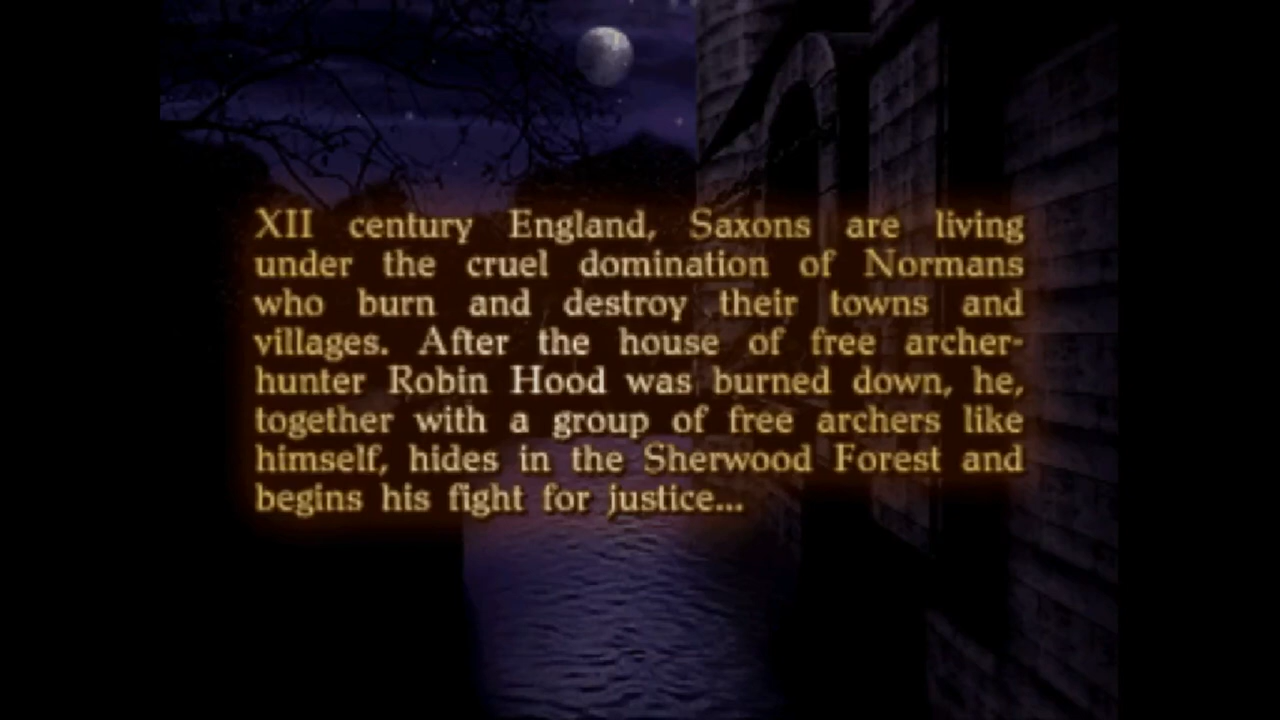 XII century England, Saxons are living
under the cruel domination of Normans
who burn and destroy their towns and
villages. After the house of free archer-
hunter Robin Hood was burned down, he,
together with a group of free archers like
himself, hides in the Sherwood Forest and
begins his fight for justice...